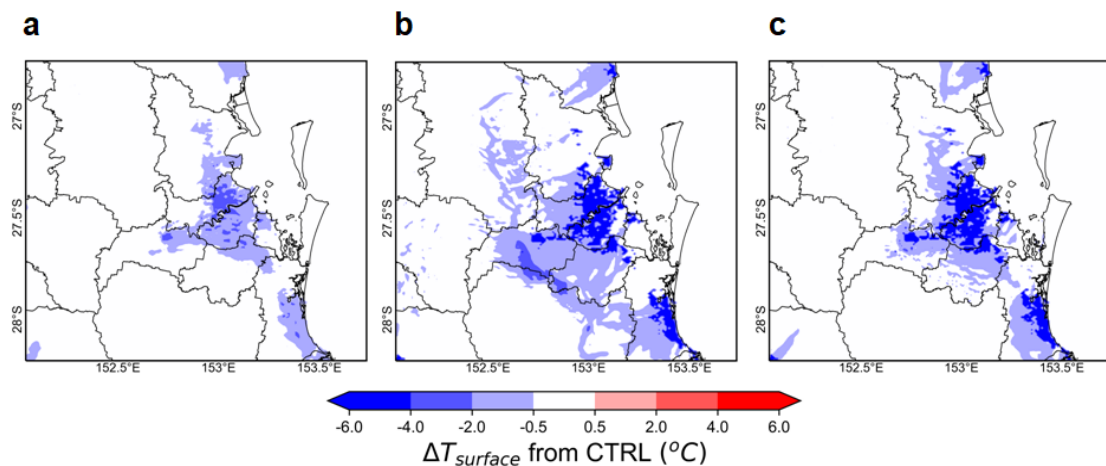 a b c
27°S 27°S 27°S
27.5°S 27.5°S 27.5°S
28°S 28°S 28°S
152.5°E 153°E 153.5°E 152.5°E 153°E 153.5°E 152.5°E 153°E 153.5°E
-6.0 -4.0 -2.0 -0.5 0.5 2.0 4.0 6.0
ΔT_surface from CTRL (°C)